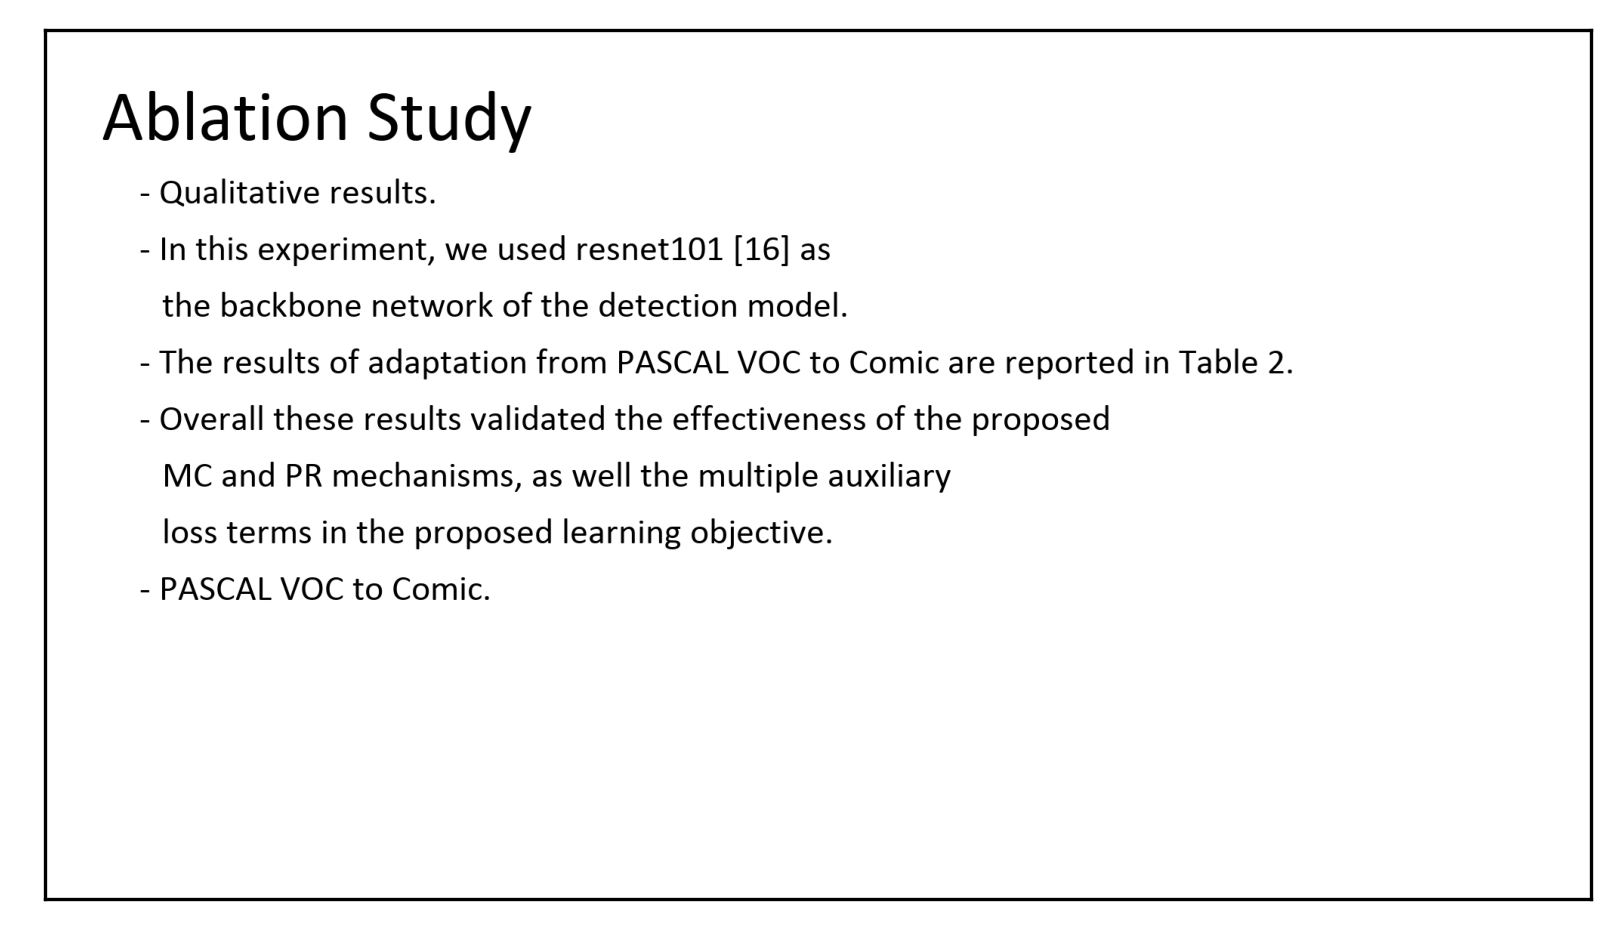 Ablation Study
- Qualitative results.
- In this experiment, we used resnet101 [16] as
the backbone network of the detection model.
- The results of adaptation from PASCAL VOC to Comic are reported in Table 2.
- Overall these results validated the effectiveness of the proposed
MC and PR mechanisms, as well the multiple auxiliary
loss terms in the proposed learning objective.
- PASCAL VOC to Comic.